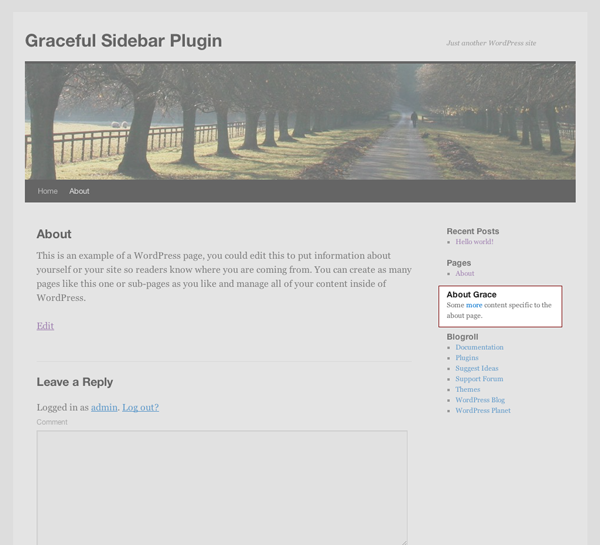 Graceful Sidebar Plugin
Just another WordPress site
Home About
About
This is an example of a WordPress page, you could edit this to put information about
yourself or your site so readers know where you are coming from. You can create as many
pages like this one or sub-pages as you like and manage all of your content inside of
WordPress.
Edit
Leave a Reply
Logged in as admin. Log out?
Comment
Recent Posts
Hello world!
Pages
About
About Grace
Some more content specific to the
about page.
Blogroll
Documentation
Plugins
Suggest Ideas
Support Forum
Themes
WordPress Blog
WordPress Planet